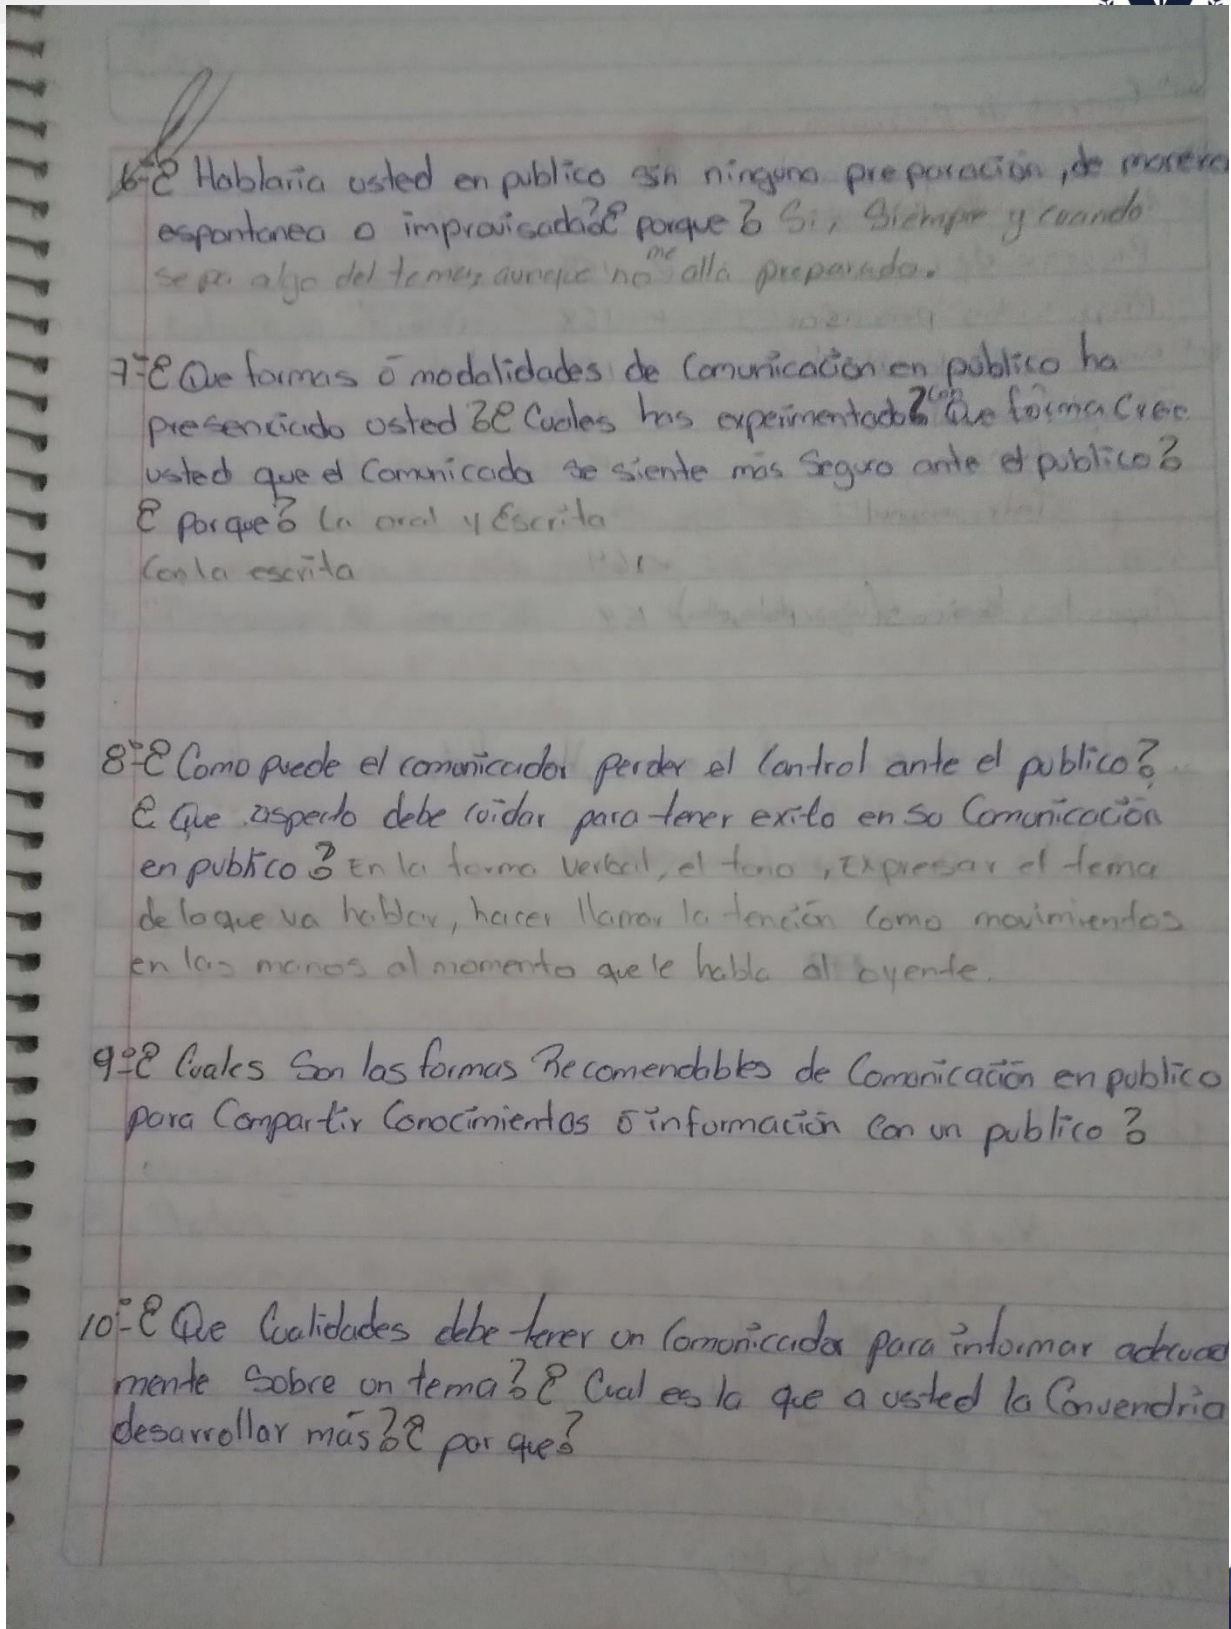 6-¿ Hablaria usted en publico sin ninguna preparación, de manera
espontanea o improvisada? ¿ porque? Si, Siempre y cuando
sepa algo del tema, aunque no me alla preparado.
7-¿ Que formas ó modalidades de Comunicación en público ha
presenciado usted? ¿ Cuales has experimentado? Con Que forma Cree
usted que el Comunicador se siente más Seguro ante el publico?
¿ porque? La oral y Escrita
Con la escrita
8-¿ Como puede el comunicador perder el Control ante el publico?
¿ Que aspecto debe cuidar para tener exito en su Comunicación
en publico? En la forma verbal, el tono, Expresar el tema
de lo que va hablar, hacer llamar la tención como movimientos
en las manos al momento que le habla al oyente.
9-¿ Cuales Son las formas Recomendables de Comunicación en publico
para Compartir Conocimientos ó información con un publico?
10-¿ Que Cualidades debe tener un Comunicador para informar adecuad
mente Sobre un tema? ¿ Cual es la que a usted la Convendria
desarrollar más? ¿ por que?